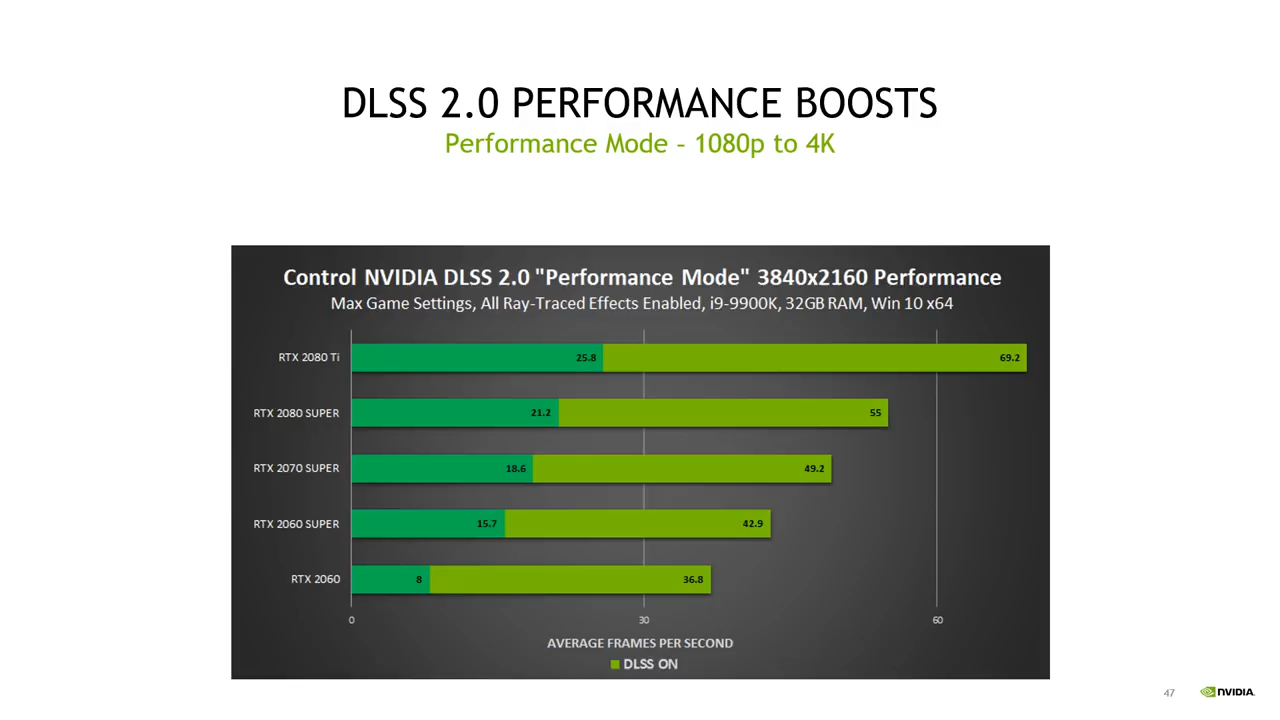 DLSS 2.0 PERFORMANCE BOOSTS
Performance Mode – 1080p to 4K
Control NVIDIA DLSS 2.0 "Performance Mode" 3840x2160 Performance
Max Game Settings, All Ray-Traced Effects Enabled, i9-9900K, 32GB RAM, Win 10 x64
RTX 2080 Ti 25.8 69.2
RTX 2080 SUPER 21.2 55
RTX 2070 SUPER 18.6 49.2
RTX 2060 SUPER 15.7 42.9
RTX 2060 8 36.8
0 30 60
AVERAGE FRAMES PER SECOND
DLSS ON
47 NVIDIA.